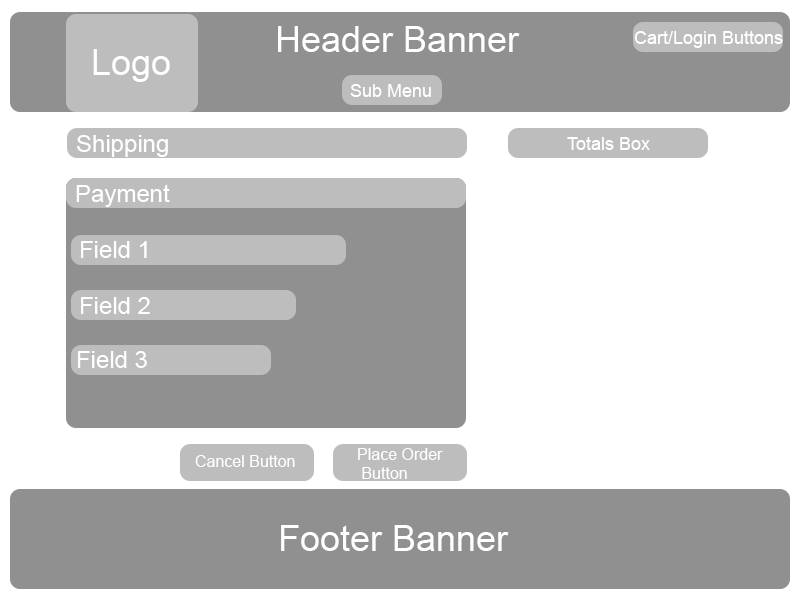 Logo
Header Banner
Cart/Login Buttons
Sub Menu
Shipping
Totals Box
Payment
Field 1
Field 2
Field 3
Cancel Button
Place Order
Button
Footer Banner